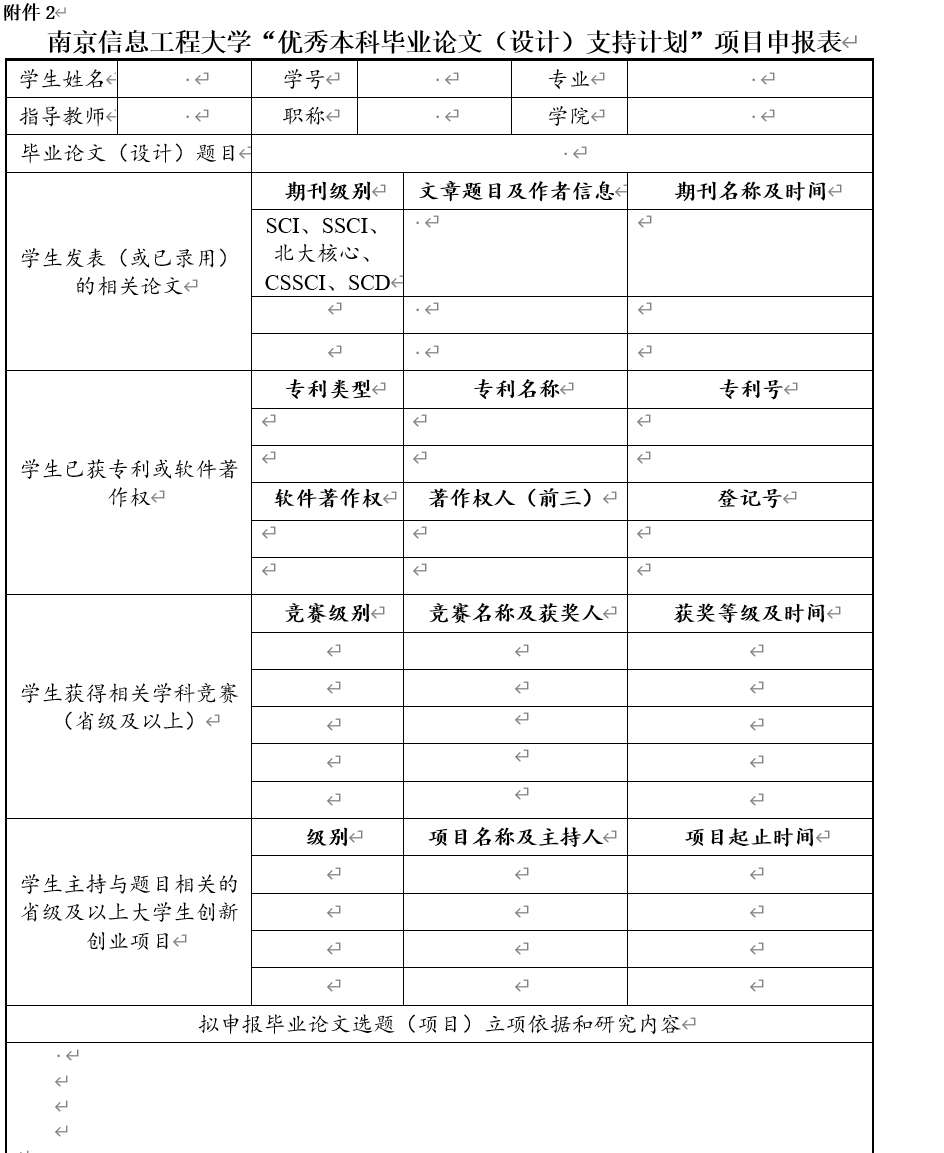 附件 2
南京信息工程大学“优秀本科毕业论文（设计）支持计划”项目申报表
学生姓名 学号 专业
指导教师 职称 学院
毕业论文（设计）题目
期刊级别 文章题目及作者信息 期刊名称及时间
学生发表（或已录用）
的相关论文
SCI、SSCI、
北大核心、
CSSCI、SCD
专利类型 专利名称 专利号
学生已获专利或软件著
作权
软件著作权 著作权人（前三） 登记号
竞赛级别 竞赛名称及获奖人 获奖等级及时间
学生获得相关学科竞赛
（省级及以上）
级别 项目名称及主持人 项目起止时间
学生主持与题目相关的
省级及以上大学生创新
创业项目
拟申报毕业论文选题（项目）立项依据和研究内容